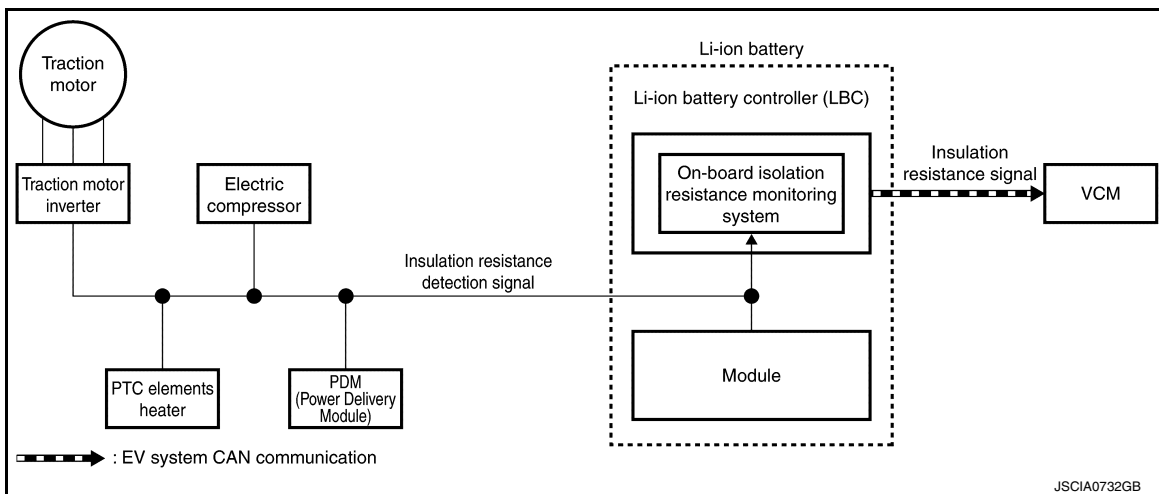 Traction
motor
Li-ion battery
Li-ion battery controller (LBC)
Traction motor
inverter
Electric
compressor
On-board isolation
resistance monitoring
system
Insulation
resistance signal
VCM
Insulation resistance
detection signal
PTC elements
heater
PDM
(Power Delivery
Module)
Module
: EV system CAN communication
JSCIA0732GB